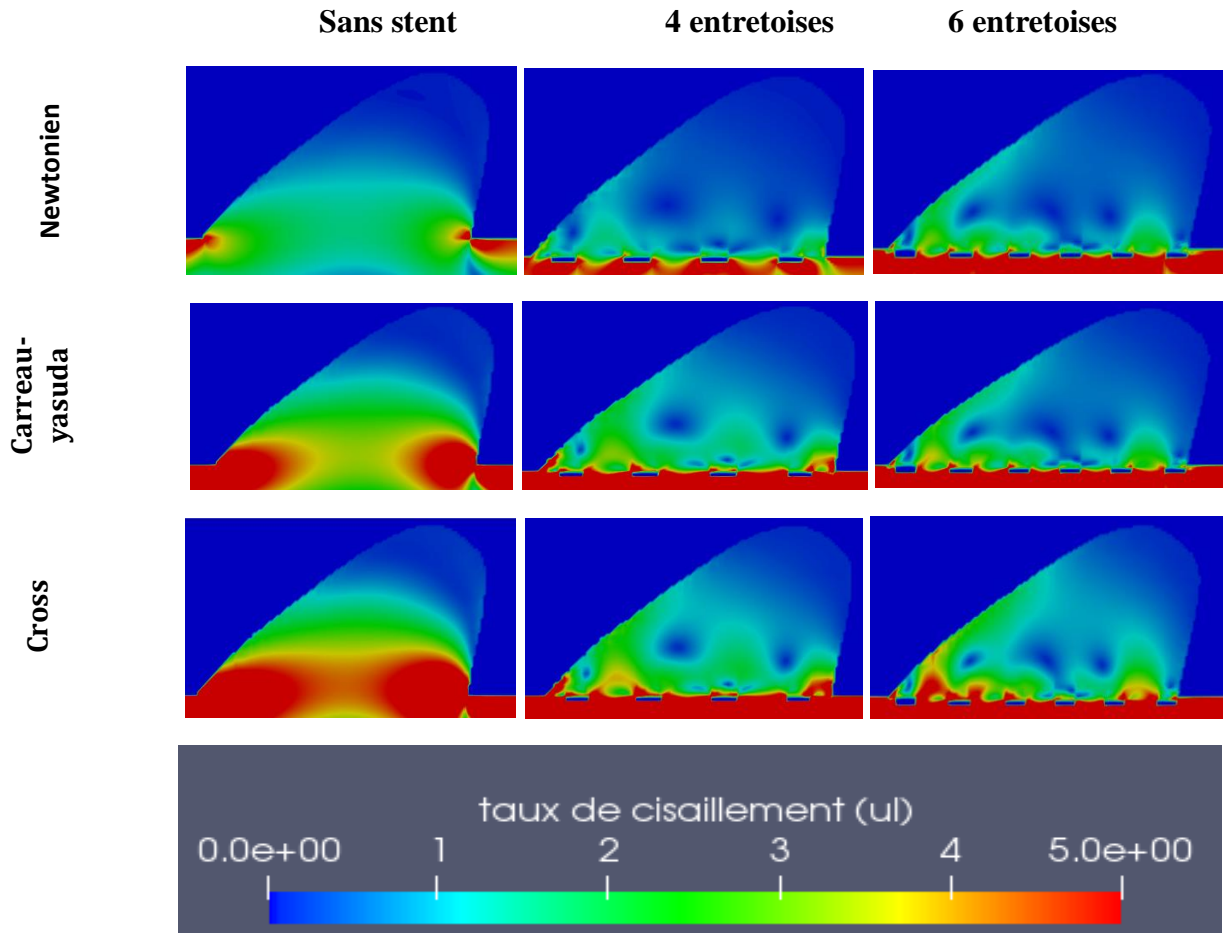 Sans stent
4 entretoises
6 entretoises
Newtonien
Carreau-
yasuda
Cross
taux de cisaillement (ul)
0.0e+00 1 2 3 4 5.0e+00